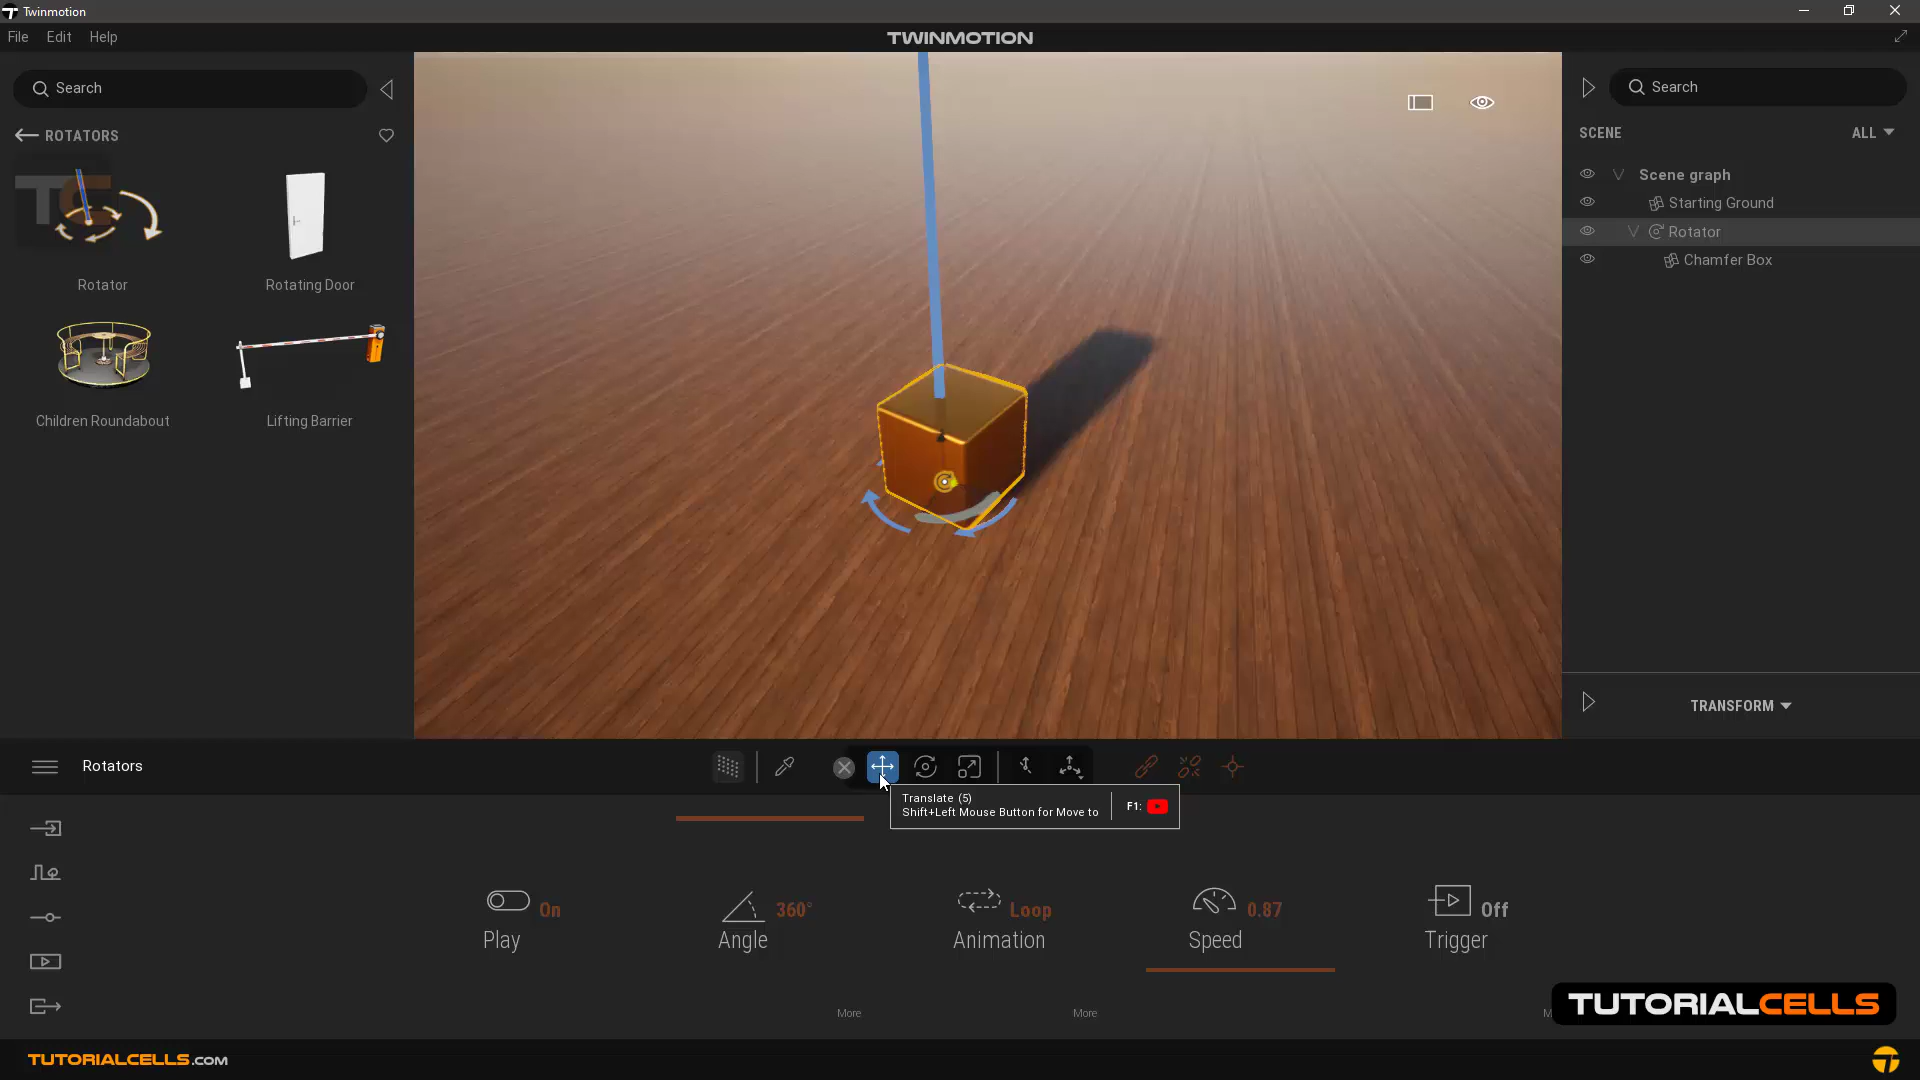 Twinmotion
File Edit Help
TWINMOTION
Search
ROTATORS
TC
Rotator
Rotating Door
Children Roundabout
Lifting Barrier
Search
SCENE
ALL
Scene graph
Starting Ground
Rotator
Chamfer Box
TRANSFORM
Rotators
Translate (5)
Shift+Left Mouse Button for Move to
F1:
On
Play
360°
Angle
Loop
Animation
0.87
Speed
Off
Trigger
More
More
TUTORIALCELLS
TUTORIALCELLS.COM